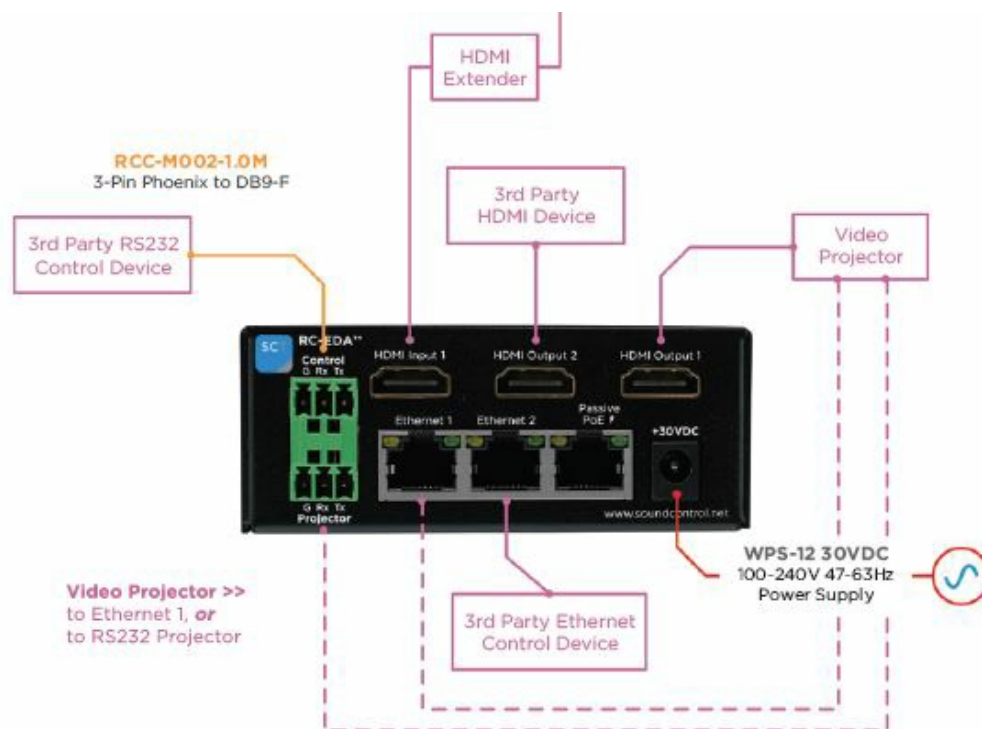 HDMI
Extender
RCC-M002-1.0M
3-Pin Phoenix to DB9-F
3rd Party RS232
Control Device
3rd Party
HDMI Device
Video
Projector
SC
RC-EDA™
Control
G Rx Tx
HDMI Input 1
HDMI Output 2
HDMI Output 1
Ethernet 1
Ethernet 2
Passive
PoE
+30VDC
G Rx Tx
Projector
www.soundcontrol.net
WPS-12 30VDC
100-240V 47-63Hz
Power Supply
Video Projector >>
to Ethernet 1, or
to RS232 Projector
3rd Party Ethernet
Control Device